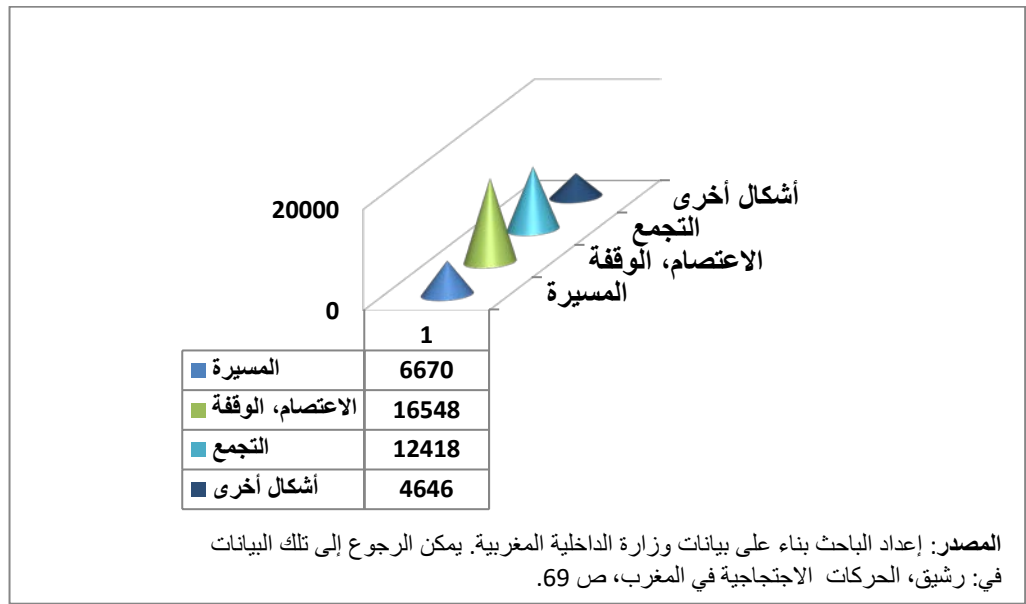 20000
0
أشكال أخرى
التجمع
الاعتصام، الوقفة
المسيرة
1
المسيرة 6670
الاعتصام، الوقفة 16548
التجمع 12418
أشكال أخرى 4646
المصدر: إعداد الباحث بناء على بيانات وزارة الداخلية المغربية. يمكن الرجوع إلى تلك البيانات
في: رشيق، الحركات الاحتجاجية في المغرب، ص 69.